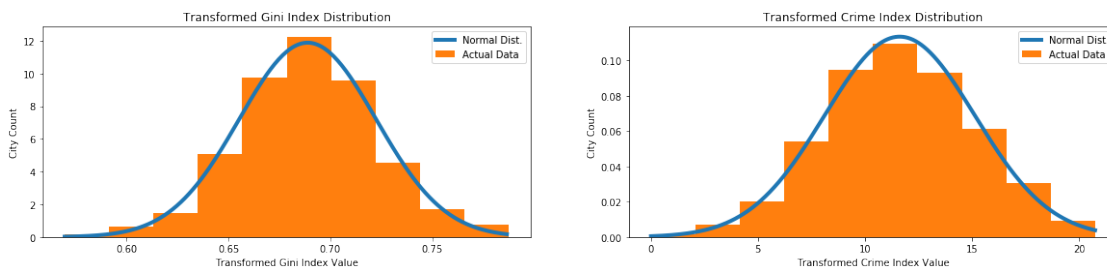 Transformed Gini Index Distribution
Normal Dist.
Actual Data
City Count
12
10
8
6
4
2
0
0.60
0.65
0.70
0.75
Transformed Gini Index Value
Transformed Crime Index Distribution
Normal Dist.
Actual Data
City Count
0.10
0.08
0.06
0.04
0.02
0.00
0
5
10
15
20
Transformed Crime Index Value